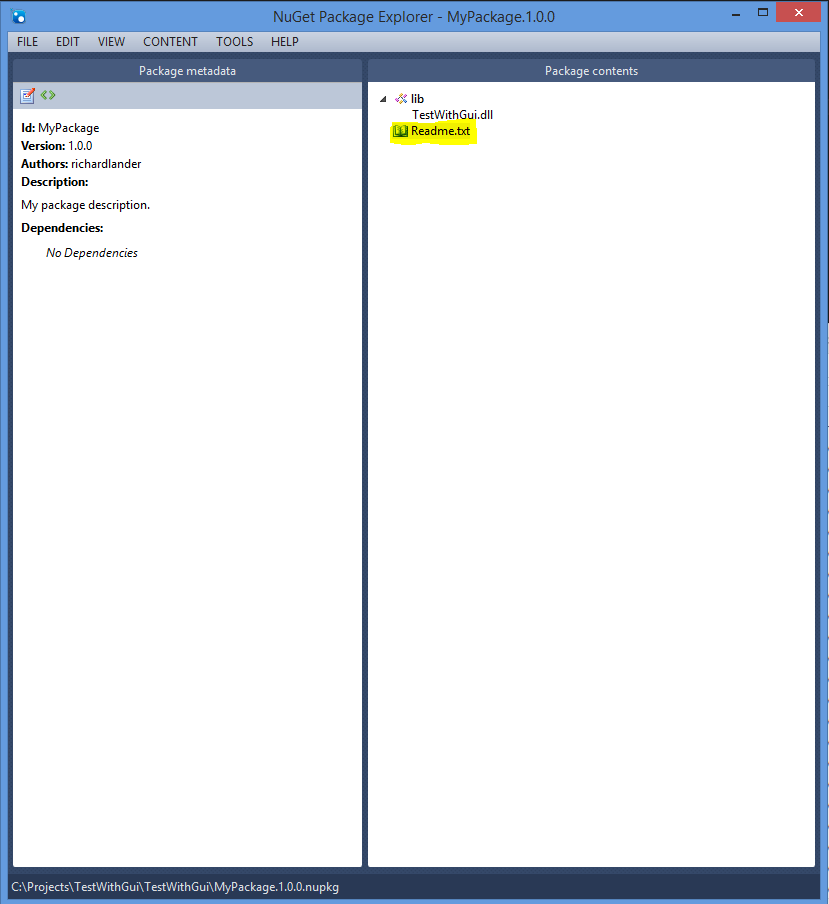 NuGet Package Explorer - MyPackage.1.0.0
FILE EDIT VIEW CONTENT TOOLS HELP
Package metadata
Id: MyPackage
Version: 1.0.0
Authors: richardlander
Description:
My package description.
Dependencies:
No Dependencies
Package contents
lib
TestWithGui.dll
Readme.txt
C:\Projects\TestWithGui\TestWithGui\MyPackage.1.0.0.nupkg